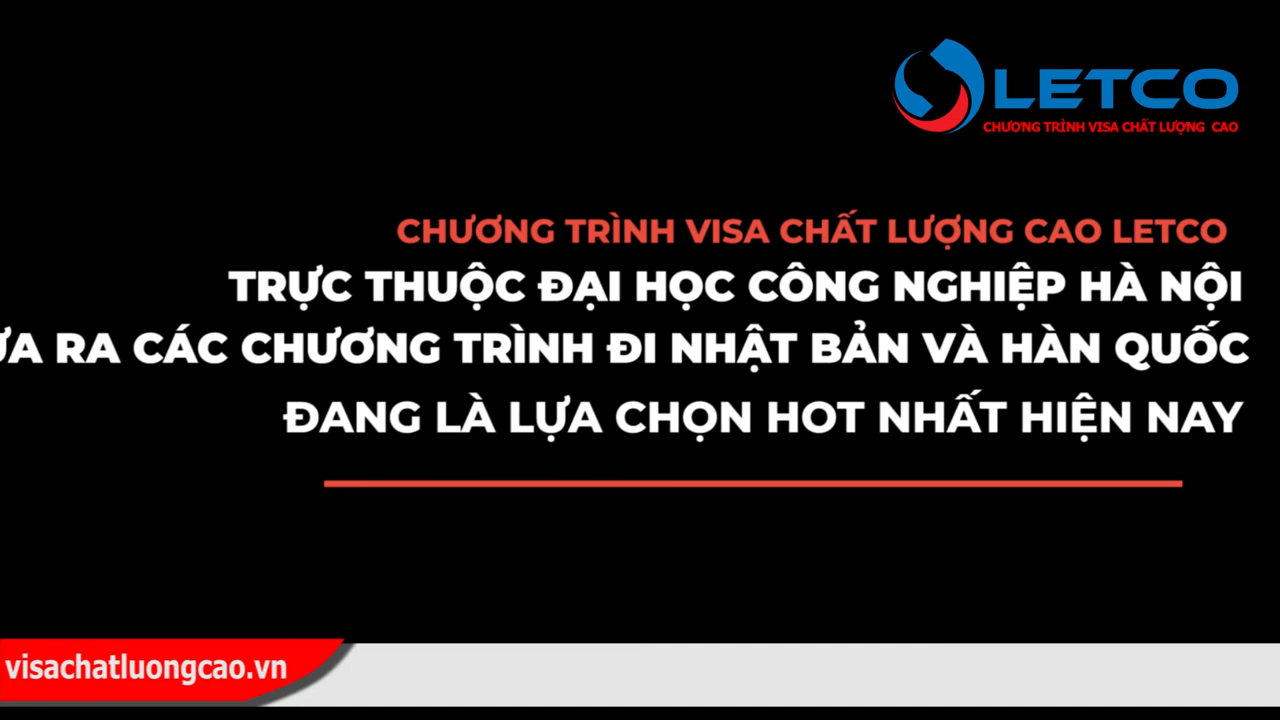 LETCO
CHƯƠNG TRÌNH VISA CHẤT LƯỢNG CAO
CHƯƠNG TRÌNH VISA CHẤT LƯỢNG CAO LETCO
TRỰC THUỘC ĐẠI HỌC CÔNG NGHIỆP HÀ NỘI
RA CÁC CHƯƠNG TRÌNH ĐI NHẬT BẢN VÀ HÀN QUỐC
ĐANG LÀ LỰA CHỌN HOT NHẤT HIỆN NAY
visachatluongcao.vn